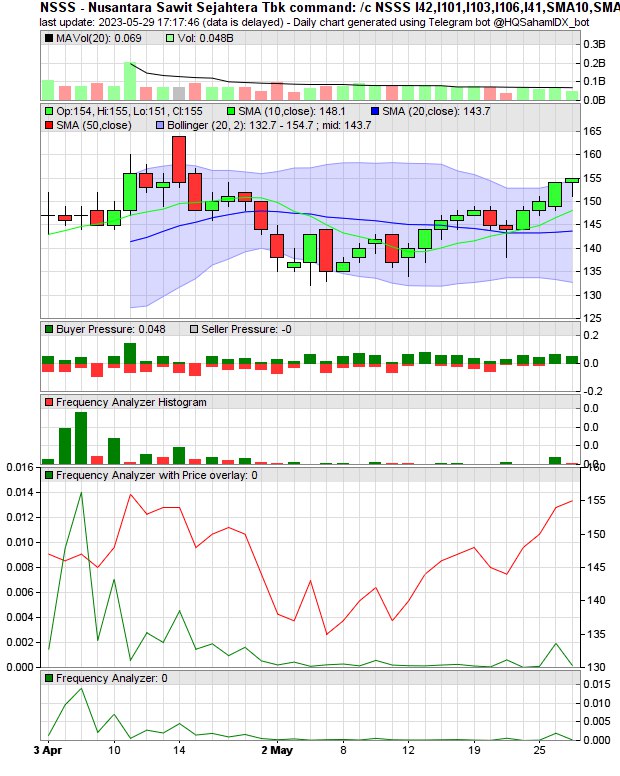 NSSS - Nusantara Sawit Sejahtera Tbk command: /c NSSS I42,I101,I103,I106,I41,SMA10,SMA
last update: 2023-05-29 17:17:46 (data is delayed) - Daily chart generated using Telegram bot @HQSahamIDX_bot
MAVol(20): 0.069 Vol: 0.048B
0.3B
0.2B
0.1B
0.0B
Op:154, Hi:155, Lo:151, Cl:155 SMA (10,close): 148.1 SMA (20,close): 143.7
SMA (50,close) Bollinger (20, 2): 132.7 - 154.7 ; mid: 143.7
165
160
155
150
145
140
135
130
125
Buyer Pressure: 0.048 Seller Pressure: -0
0.2
0.0
-0.2
Frequency Analyzer Histogram
0.0
0.0
0.0
0.0
Frequency Analyzer with Price overlay: 0
0.016
0.014
0.012
0.010
0.008
0.006
0.004
0.002
0.000
155
150
145
140
135
130
Frequency Analyzer: 0
0.015
0.010
0.005
0.000
3 Apr 10 14 2 May 8 12 19 25